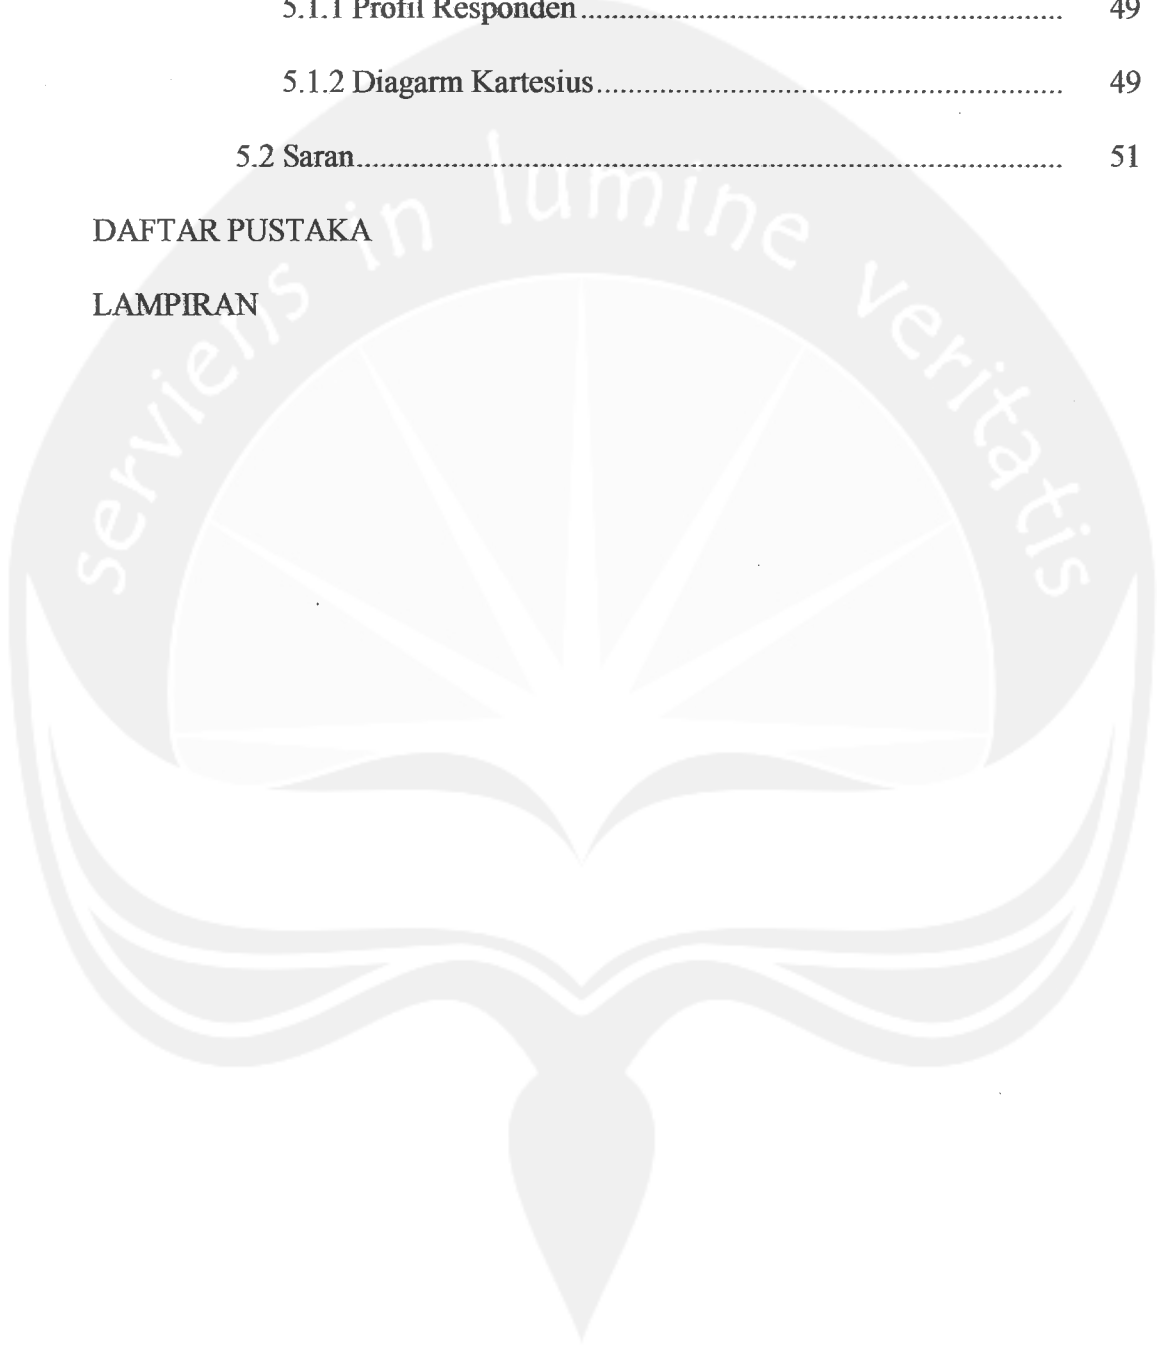 5.1.1 Profil Responden ........................................................... 49
5.1.2 Diagarm Kartesius ........................................................... 49
5.2 Saran ........................................................... 51
DAFTAR PUSTAKA
LAMPIRAN
serviens in lumine veritatis